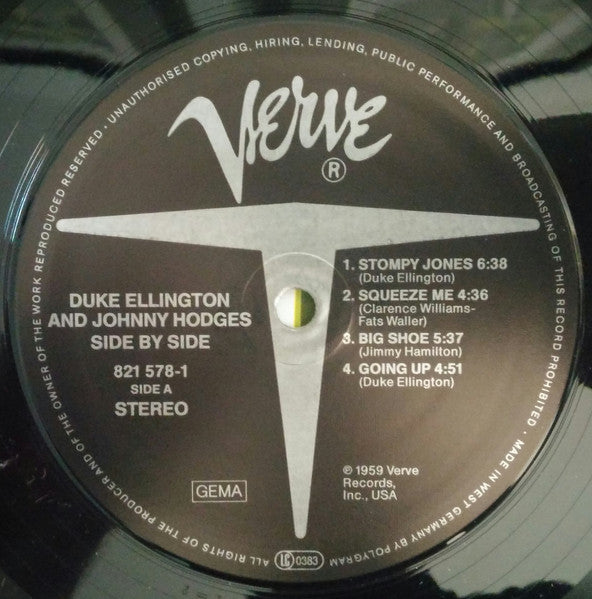 Verve
®
DUKE ELLINGTON
AND JOHNNY HODGES
SIDE BY SIDE
821 578-1
SIDE A
STEREO
1. STOMPY JONES 6:38
(Duke Ellington)
2. SQUEEZE ME 4:36
(Clarence Williams-
Fats Waller)
3. BIG SHOE 5:37
(Jimmy Hamilton)
4. GOING UP 4:51
(Duke Ellington)
GEMA
℗ 1959 Verve
Records,
Inc., USA
ALL RIGHTS OF THE PRODUCER AND OF THE OWNER OF THE WORK REPRODUCED RESERVED · UNAUTHORISED COPYING, HIRING, LENDING, PUBLIC PERFORMANCE AND BROADCASTING OF THIS RECORD PROHIBITED · MADE IN WEST GERMANY BY POLYGRAM
LC 0383